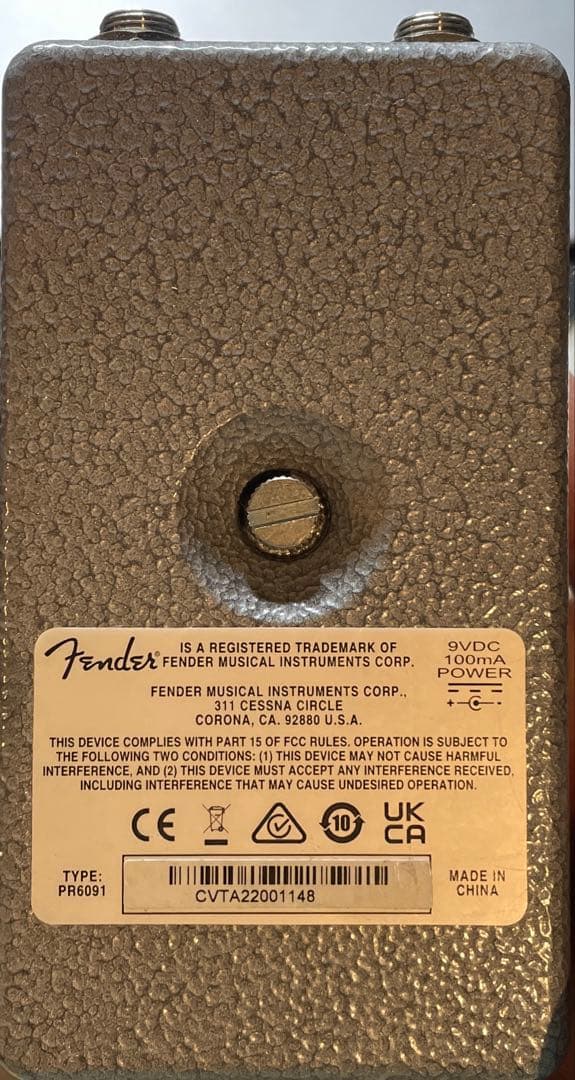 Fender® IS A REGISTERED TRADEMARK OF
FENDER MUSICAL INSTRUMENTS CORP.
FENDER MUSICAL INSTRUMENTS CORP.,
311 CESSNA CIRCLE
CORONA, CA. 92880 U.S.A.
9VDC
100mA
POWER
THIS DEVICE COMPLIES WITH PART 15 OF FCC RULES. OPERATION IS SUBJECT TO
THE FOLLOWING TWO CONDITIONS: (1) THIS DEVICE MAY NOT CAUSE HARMFUL
INTERFERENCE, AND (2) THIS DEVICE MUST ACCEPT ANY INTERFERENCE RECEIVED,
INCLUDING INTERFERENCE THAT MAY CAUSE UNDESIRED OPERATION.
CE 10 UK
CA
TYPE:
PR6091
CVTA22001148
MADE IN
CHINA